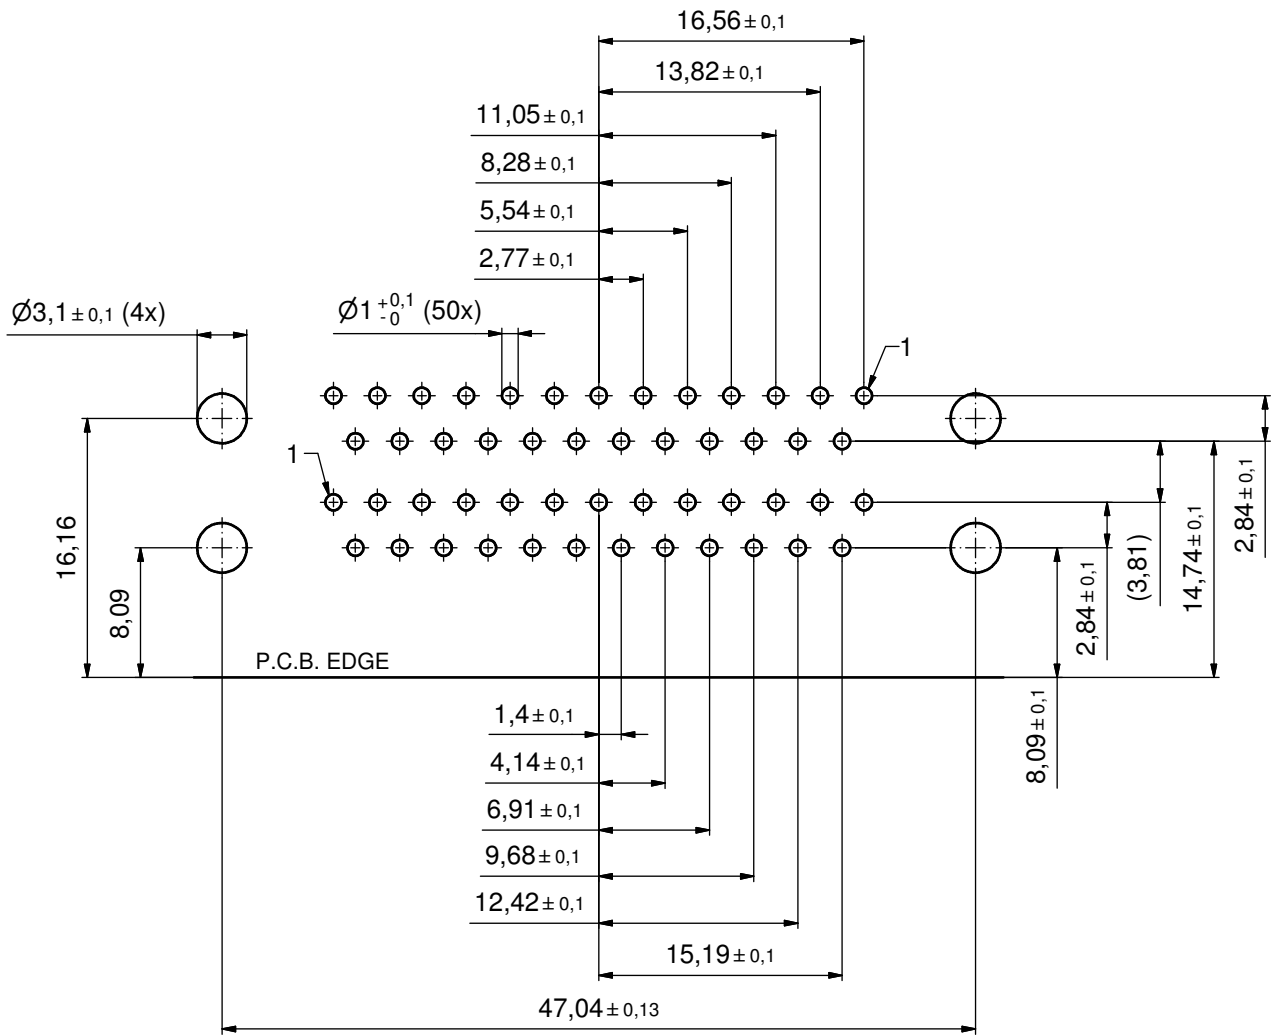 16,56 ± 0,1
13,82 ± 0,1
11,05 ± 0,1
8,28 ± 0,1
5,54 ± 0,1
2,77 ± 0,1
Ø3,1 ± 0,1 (4x)
Ø1 +0,1 -0 (50x)
1
1
16,16
8,09
P.C.B. EDGE
2,84 ± 0,1
14,74 ± 0,1
(3,81)
2,84 ± 0,1
8,09 ± 0,1
1,4 ± 0,1
4,14 ± 0,1
6,91 ± 0,1
9,68 ± 0,1
12,42 ± 0,1
15,19 ± 0,1
47,04 ± 0,13